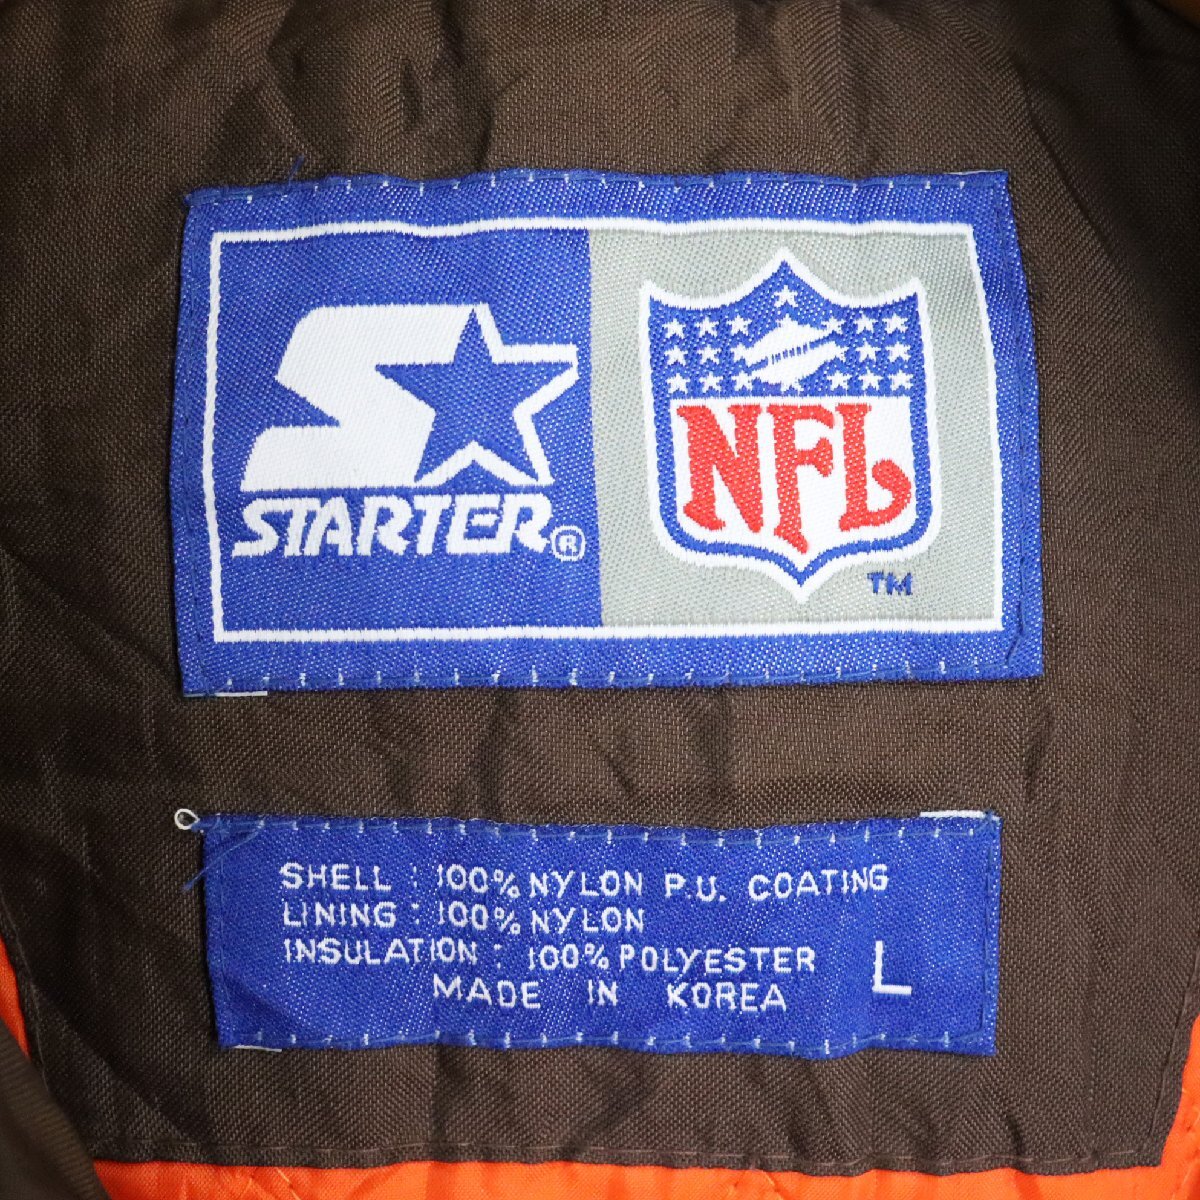 STARTER®
NFL
TM
SHELL : 100% NYLON P.U. COATING
LINING : 100% NYLON
INSULATION : 100% POLYESTER
MADE IN KOREA
L